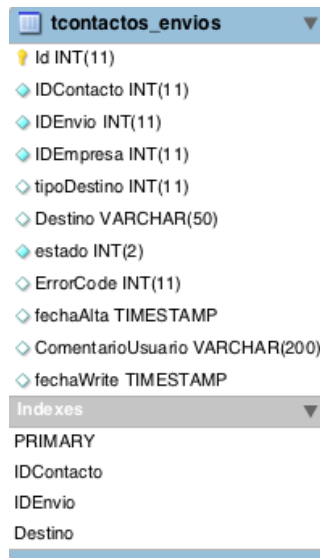 tcontactos_envios
Id INT(11)
IDContacto INT(11)
IDEnvio INT(11)
IDEmpresa INT(11)
tipoDestino INT(11)
Destino VARCHAR(50)
estado INT(2)
ErrorCode INT(11)
fechaAlta TIMESTAMP
ComentarioUsuario VARCHAR(200)
fechaWrite TIMESTAMP
Indexes
PRIMARY
IDContacto
IDEnvio
Destino